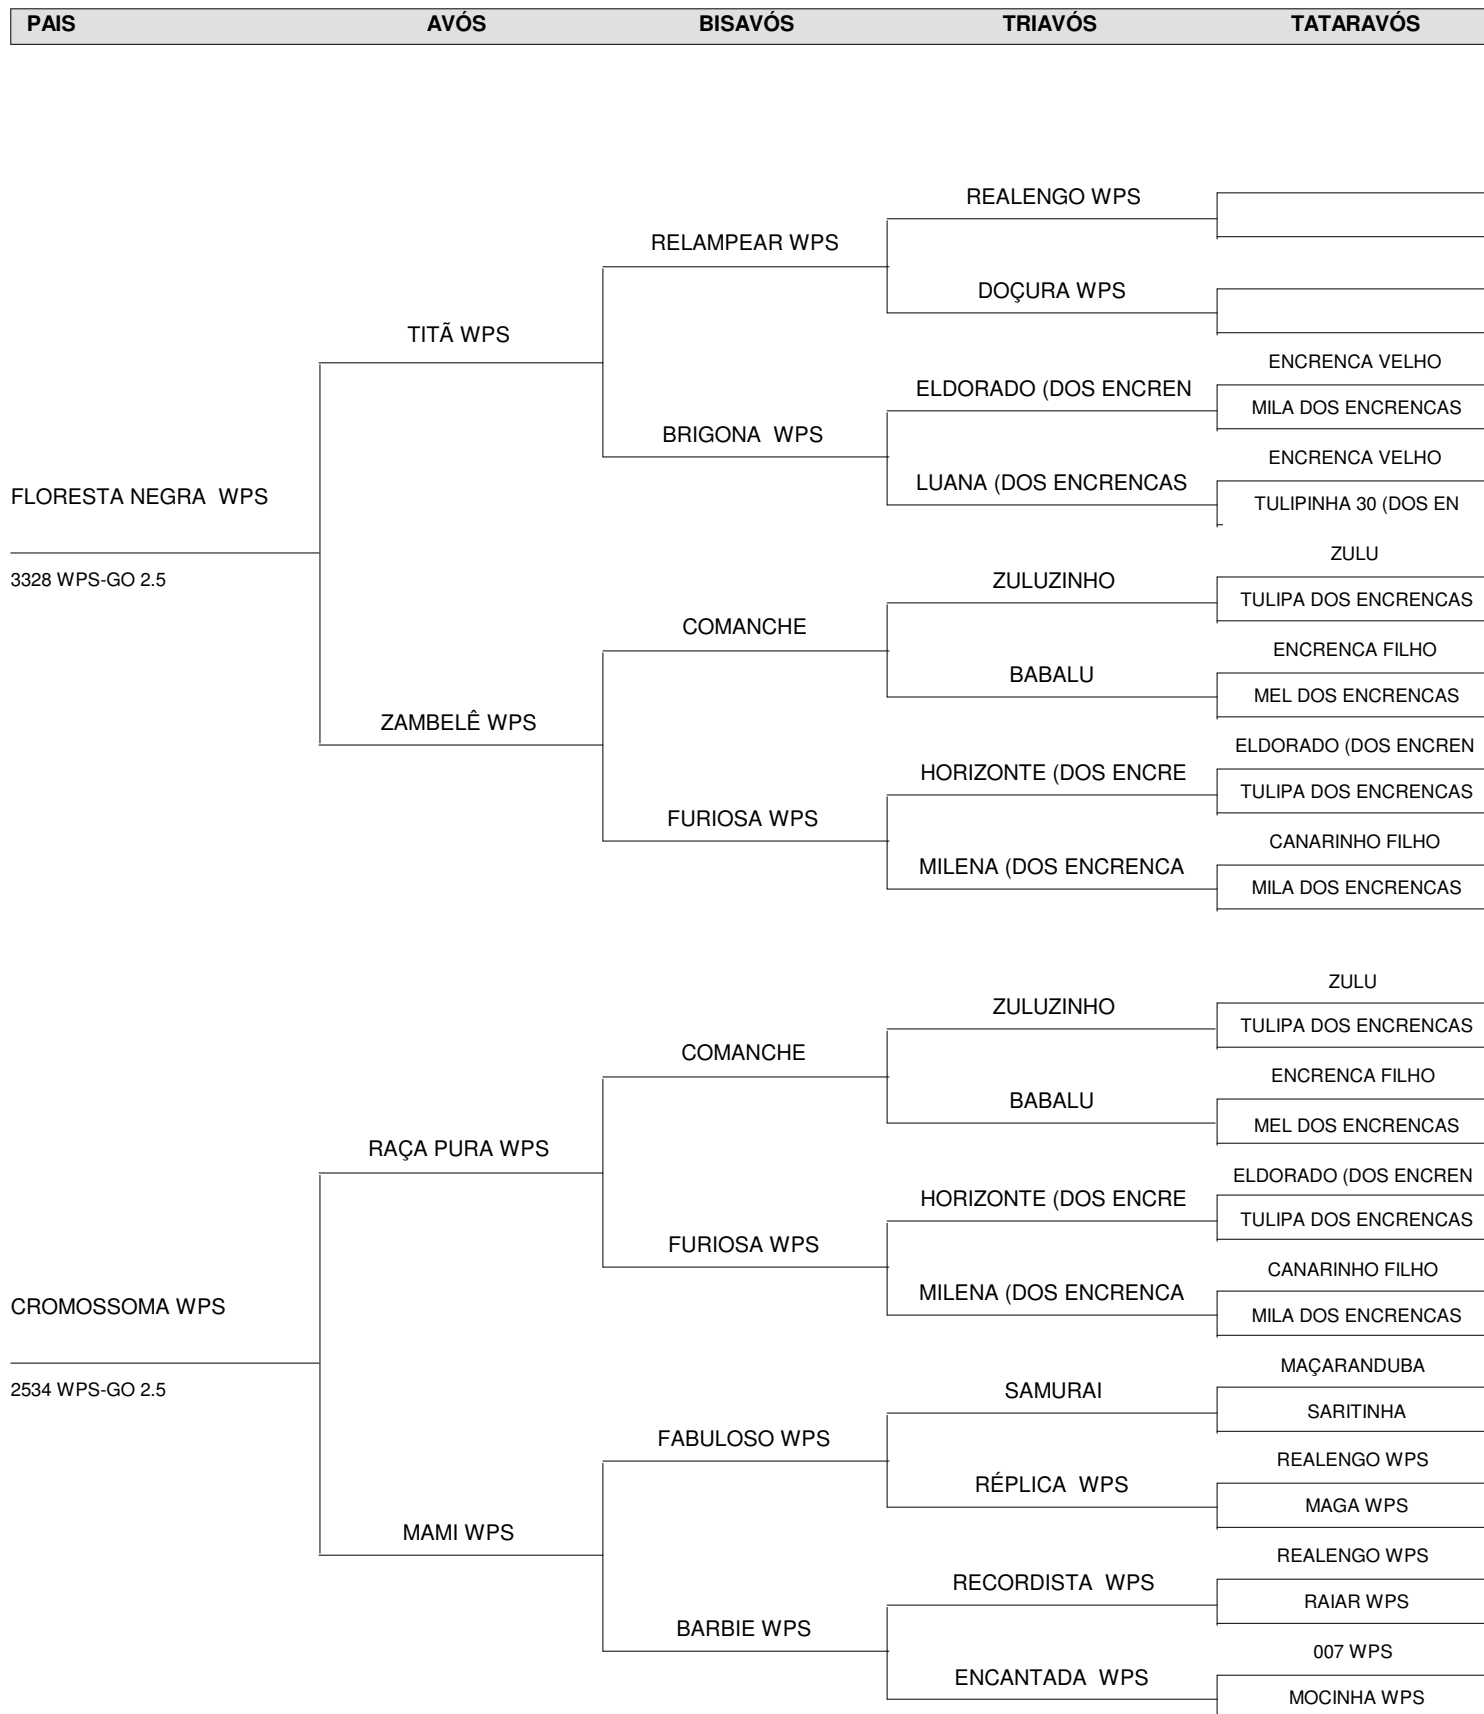 PAIS AVÓS BISAVÓS TRIAVÓS TATARAVÓS
REALENGO WPS
RELAMPEAR WPS
DOÇURA WPS
TITÃ WPS
ENCRENCA VELHO
ELDORADO (DOS ENCREN
MILA DOS ENCRENCAS
BRIGONA WPS
ENCRENCA VELHO
LUANA (DOS ENCRENCAS
FLORESTA NEGRA WPS
TULIPINHA 30 (DOS EN
ZULU
3328 WPS-GO 2.5
ZULUZINHO
TULIPA DOS ENCRENCAS
COMANCHE
ENCRENCA FILHO
BABALU
MEL DOS ENCRENCAS
ZAMBELÊ WPS
ELDORADO (DOS ENCREN
HORIZONTE (DOS ENCRE
TULIPA DOS ENCRENCAS
FURIOSA WPS
CANARINHO FILHO
MILENA (DOS ENCRENCA
MILA DOS ENCRENCAS
ZULU
ZULUZINHO
TULIPA DOS ENCRENCAS
COMANCHE
ENCRENCA FILHO
BABALU
MEL DOS ENCRENCAS
RAÇA PURA WPS
ELDORADO (DOS ENCREN
HORIZONTE (DOS ENCRE
TULIPA DOS ENCRENCAS
FURIOSA WPS
CANARINHO FILHO
MILENA (DOS ENCRENCA
CROMOSSOMA WPS
MILA DOS ENCRENCAS
MAÇARANDUBA
2534 WPS-GO 2.5
SAMURAI
SARITINHA
FABULOSO WPS
REALENGO WPS
RÉPLICA WPS
MAGA WPS
MAMI WPS
REALENGO WPS
RECORDISTA WPS
RAIAR WPS
BARBIE WPS
007 WPS
ENCANTADA WPS
MOCINHA WPS